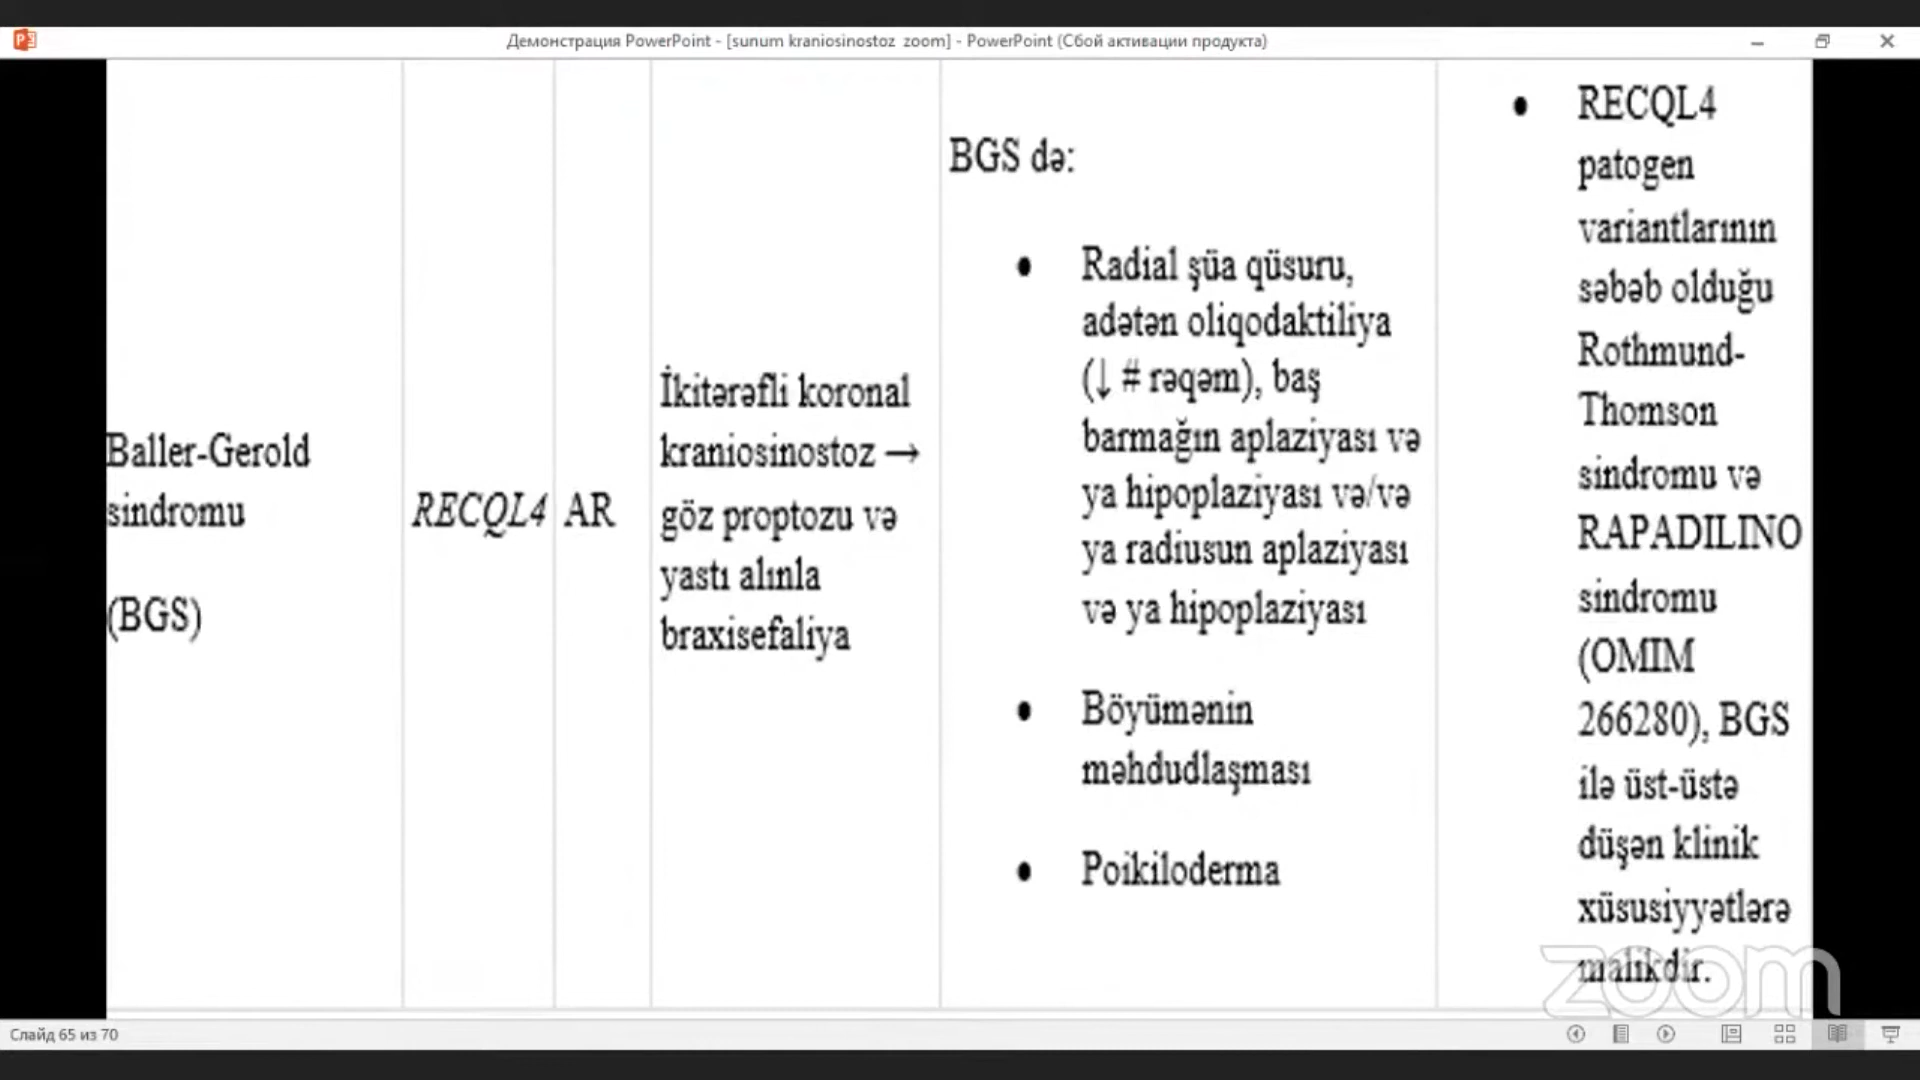 Демонстрация PowerPoint - [sunum kraniosinostoz zoom] - PowerPoint (Сбой активации продукта)
Baller-Gerold
sindromu
(BGS)
RECQL4
AR
İkitərəfli koronal
kraniosinostoz →
göz proptozu və
yastı alınla
braxisefaliya
BGS də:
• Radial şüa qüsuru,
adətən oliqodaktiliya
(↓ # rəqəm), baş
barmağın aplaziyası və
ya hipoplaziyası və/və
ya radiusun aplaziyası
və ya hipoplaziyası
• Böyümənin
məhdudlaşması
• Poikiloderma
• RECQL4
patogen
variantlarının
səbəb olduğu
Rothmund-
Thomson
sindromu və
RAPADILINO
sindromu
(OMIM
266280), BGS
ilə üst-üstə
düşən klinik
xüsusiyyətlərə
malikdir.
zoom
Слайд 65 из 70